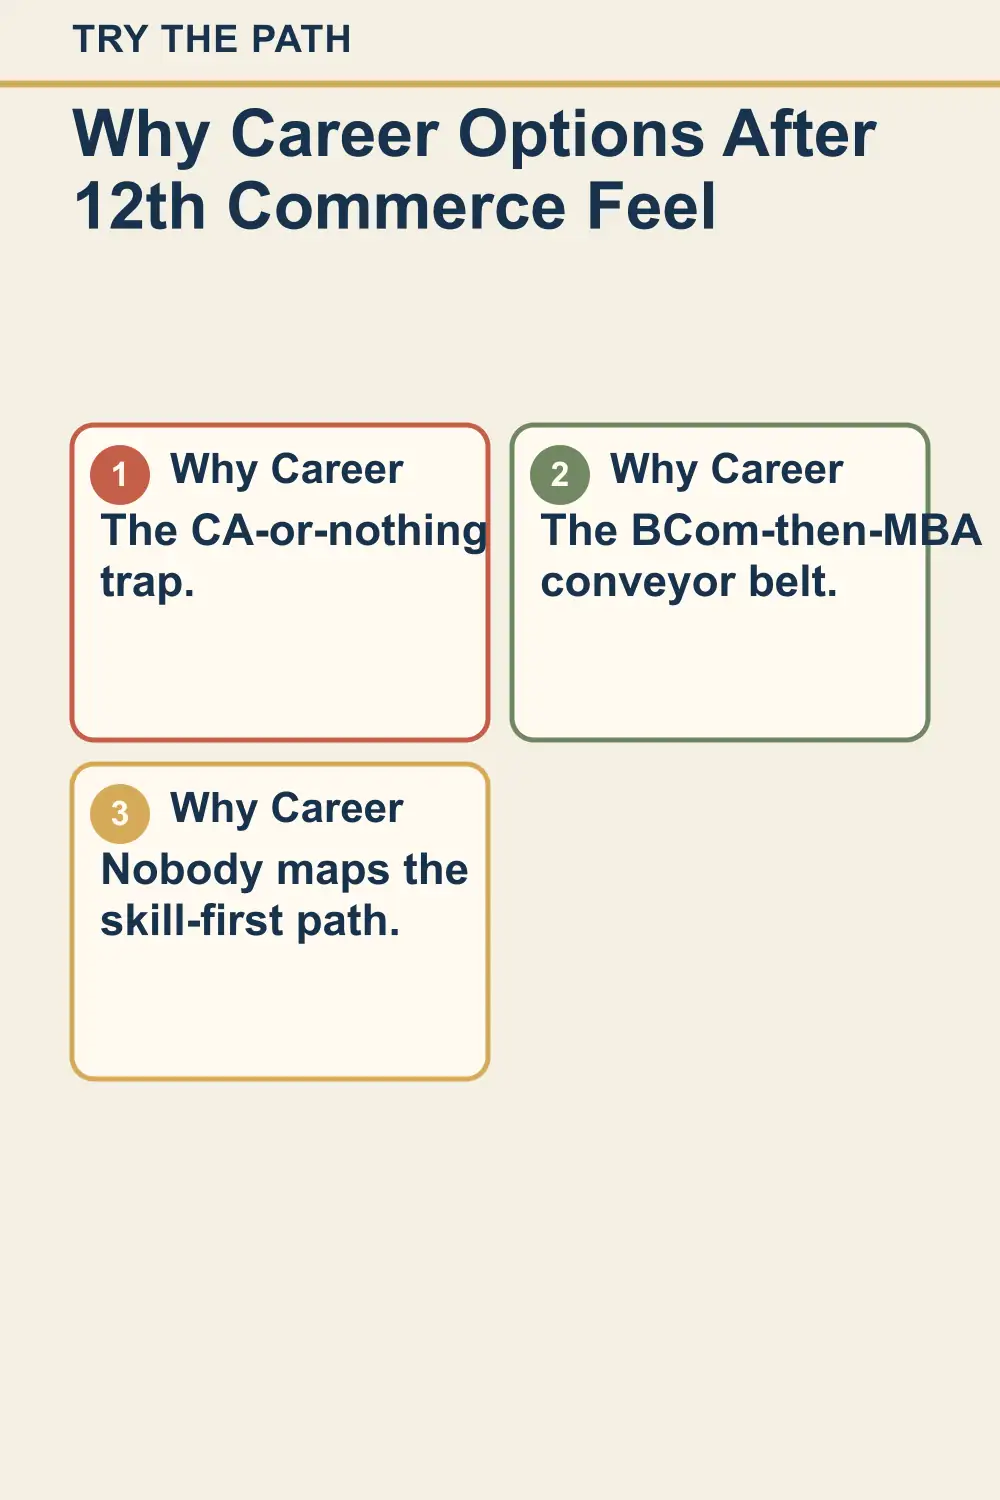 TRY THE PATH
Why Career Options After
12th Commerce Feel
1 Why Career
The CA-or-nothing
trap.
2 Why Career
The BCom-then-MBA
conveyor belt.
3 Why Career
Nobody maps the
skill-first path.